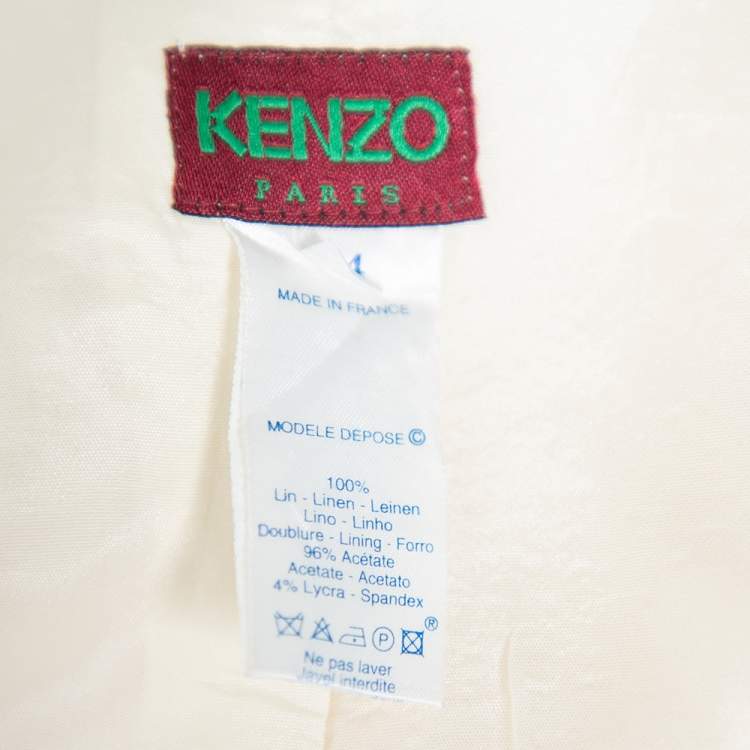 KENZO
PARIS
MADE IN FRANCE
MODELE DEPOSE ©
100%
Lin - Linen - Leinen
Lino - Linho
Doublure - Lining - Forro
96% Acétate
Acetate - Acetato
4% Lycra - Spandex
P ®
Ne pas laver
Javel interdite